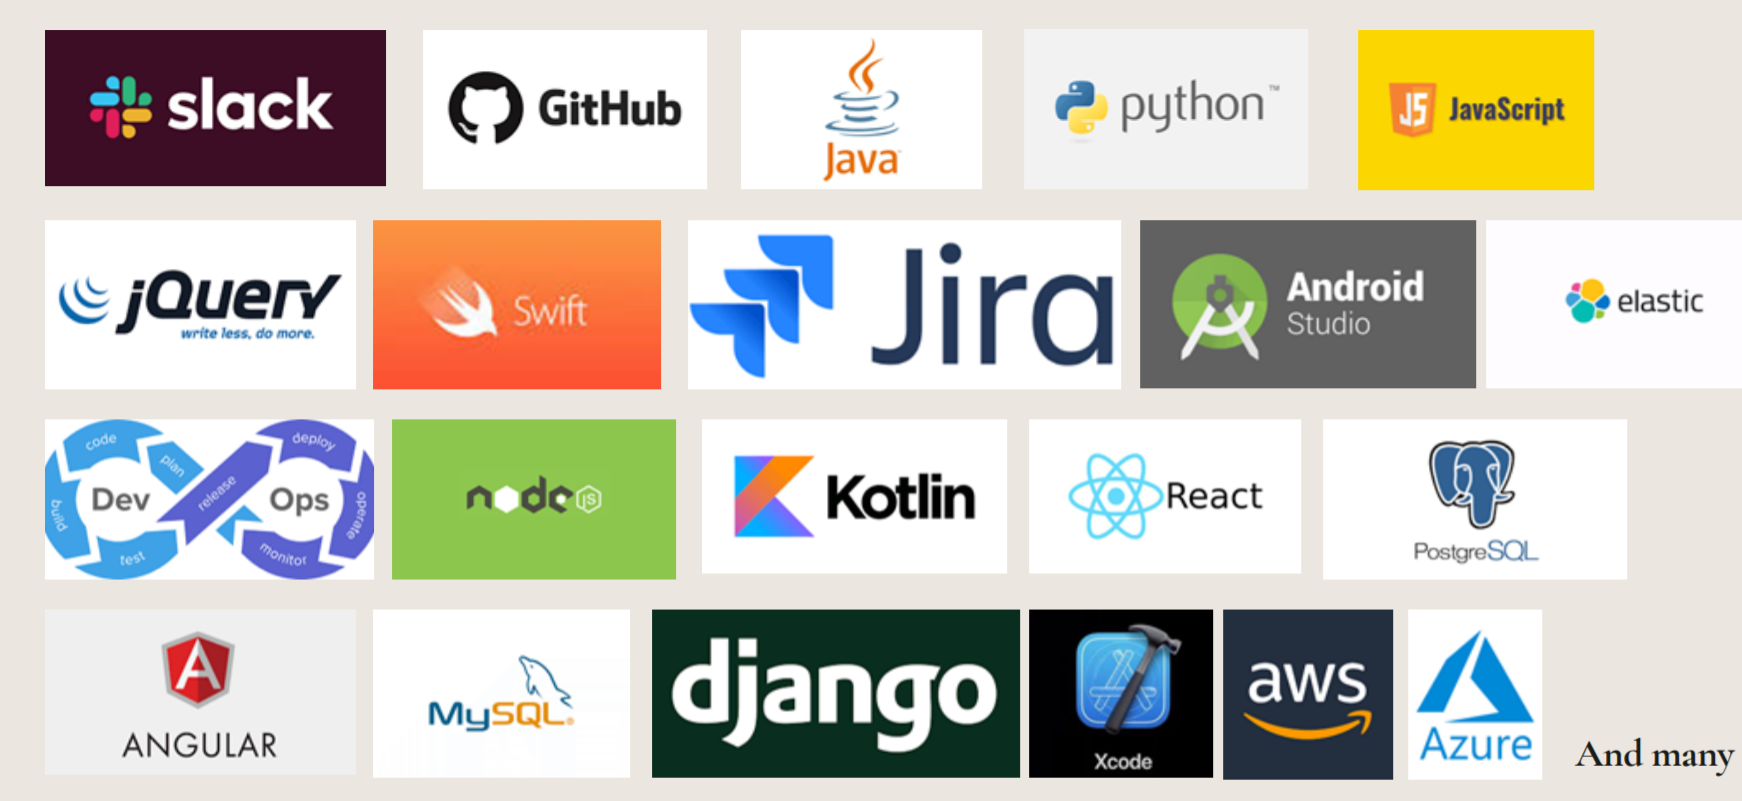 slack
GitHub
Java
python™
JS JavaScript
jQuery
write less, do more.
Swift
Jira
Android
Studio
elastic
code
plan
build
Dev
test
release
deploy
Ops
operate
monitor
node
JS
Kotlin
React
PostgreSQL
A
ANGULAR
MySQL®
django
Xcode
aws
Azure
And many